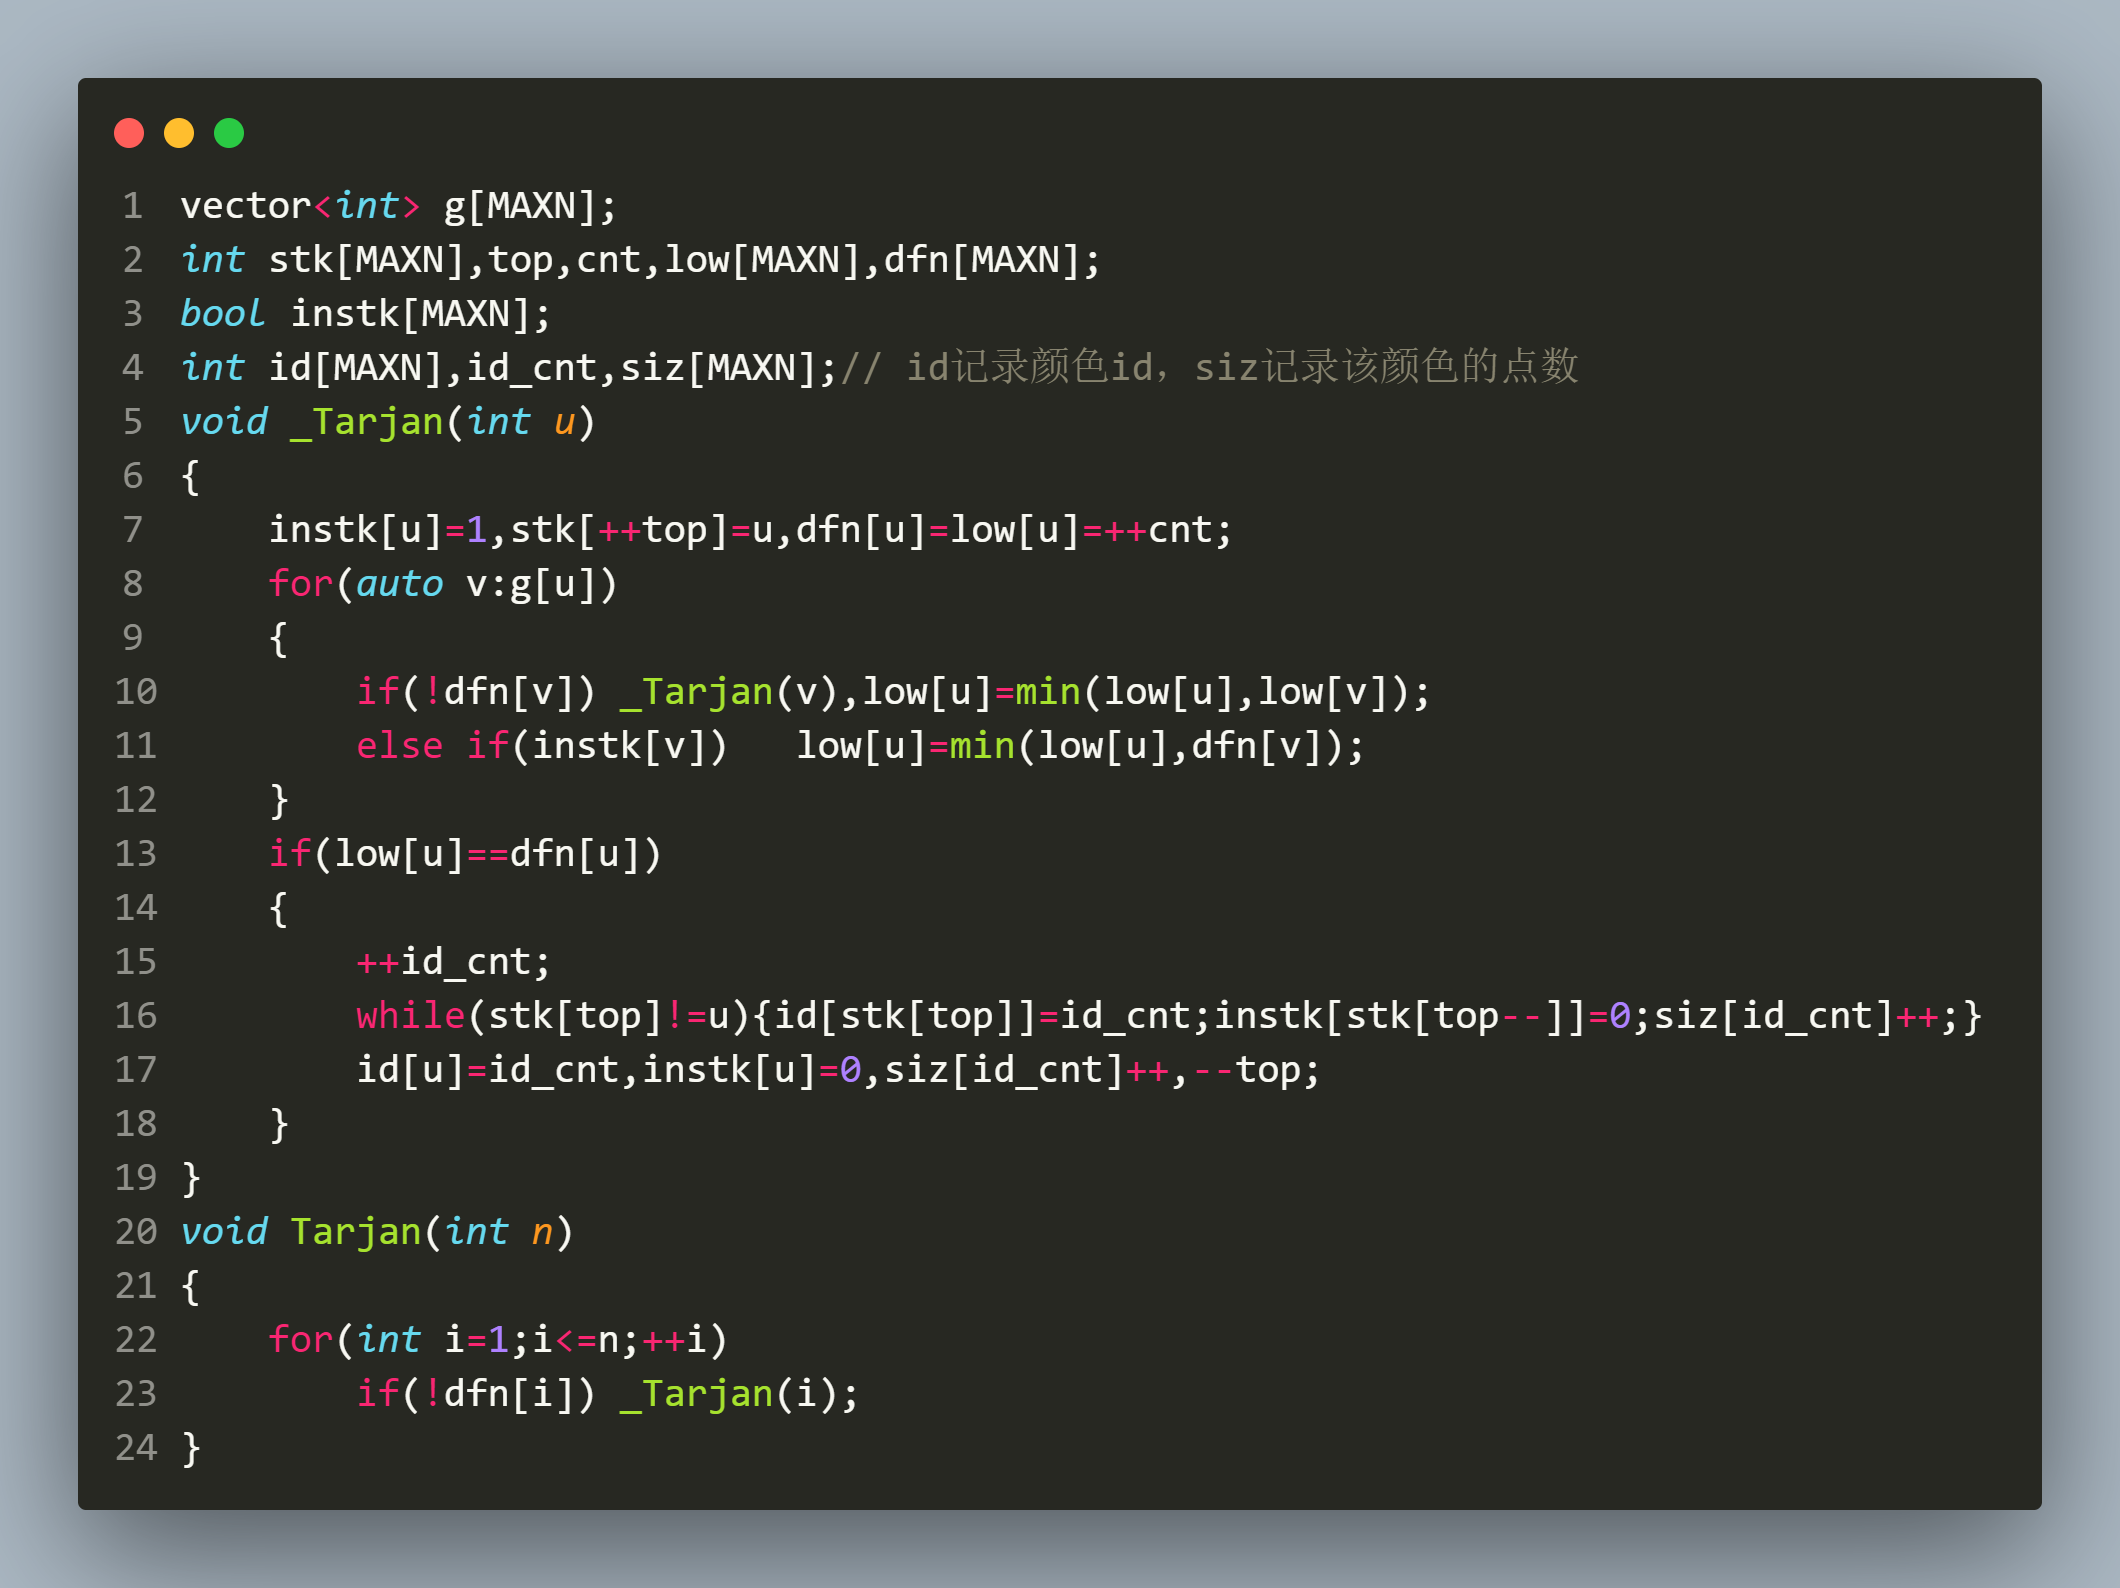 1 vector<int> g[MAXN];
2 int stk[MAXN],top,cnt,low[MAXN],dfn[MAXN];
3 bool instk[MAXN];
4 int id[MAXN],id_cnt,siz[MAXN];// id记录颜色id，siz记录该颜色的点数
5 void _Tarjan(int u)
6 {
7     instk[u]=1,stk[++top]=u,dfn[u]=low[u]=++cnt;
8     for(auto v:g[u])
9     {
10         if(!dfn[v]) _Tarjan(v),low[u]=min(low[u],low[v]);
11         else if(instk[v])   low[u]=min(low[u],dfn[v]);
12     }
13     if(low[u]==dfn[u])
14     {
15         ++id_cnt;
16         while(stk[top]!=u){id[stk[top]]=id_cnt;instk[stk[top--]]=0;siz[id_cnt]++;}
17         id[u]=id_cnt,instk[u]=0,siz[id_cnt]++,--top;
18     }
19 }
20 void Tarjan(int n)
21 {
22     for(int i=1;i<=n;++i)
23         if(!dfn[i]) _Tarjan(i);
24 }